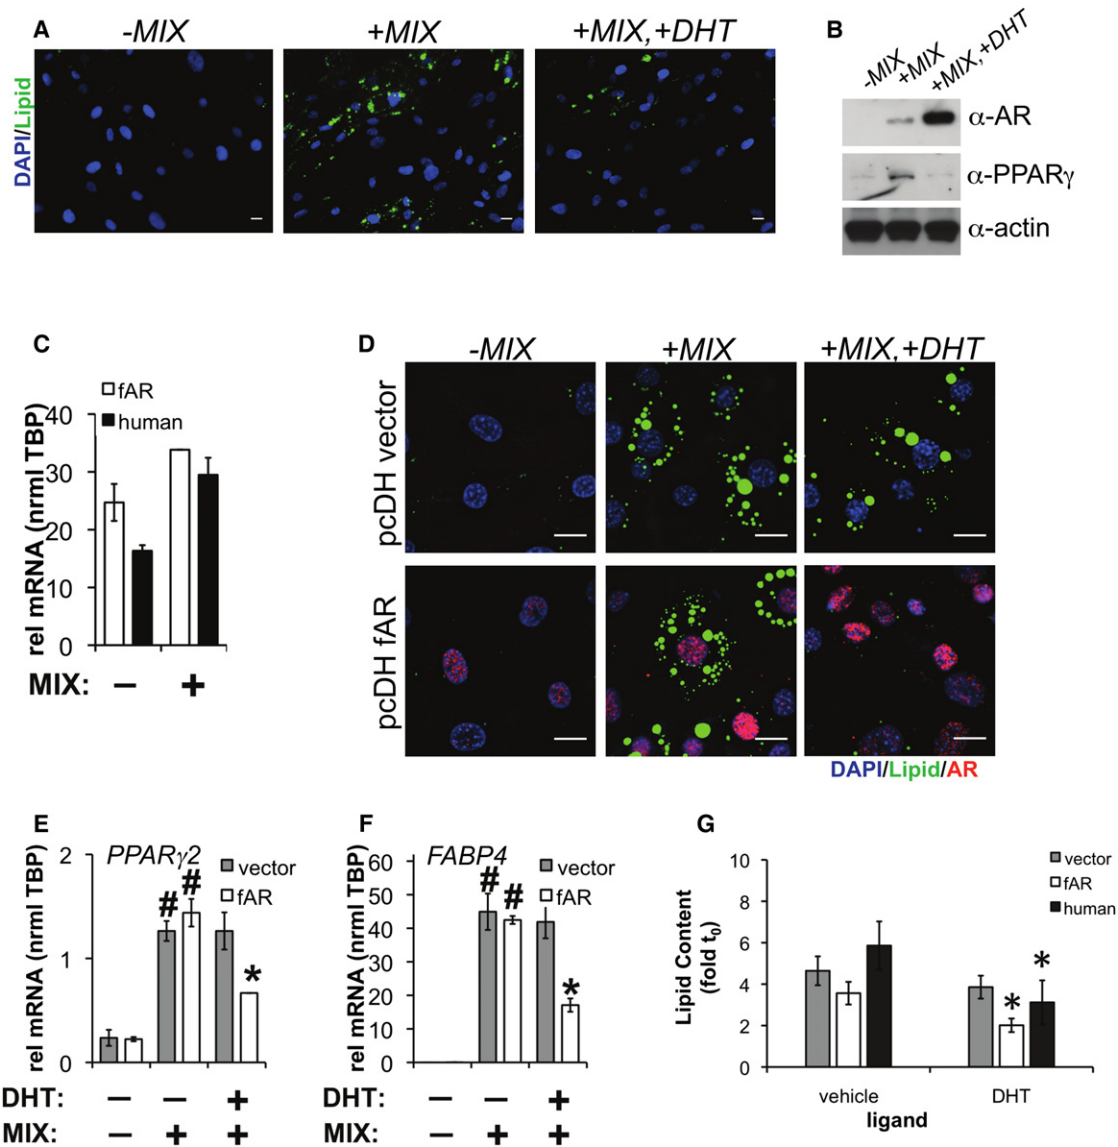 A
-MIX
+MIX
+MIX,+DHT
DAPI/Lipid
B
-MIX
+MIX
+MIX,+DHT
α-AR
α-PPARγ
α-actin
C
fAR
human
rel mRNA (nrml TBP)
40
30
20
10
0
MIX: − +
D
-MIX
+MIX
+MIX,+DHT
pcDH vector
pcDH fAR
DAPI/Lipid/AR
E
PPARγ2
vector
fAR
rel mRNA (nrml TBP)
2
1
0
# # *
DHT: − − +
MIX: − + +
F
FABP4
vector
fAR
rel mRNA (nrml TBP)
60
50
40
30
20
10
0
# # *
DHT: − − +
MIX: − + +
G
vector
fAR
human
Lipid Content
(fold t0)
10
8
6
4
2
0
* *
vehicle
DHT
ligand